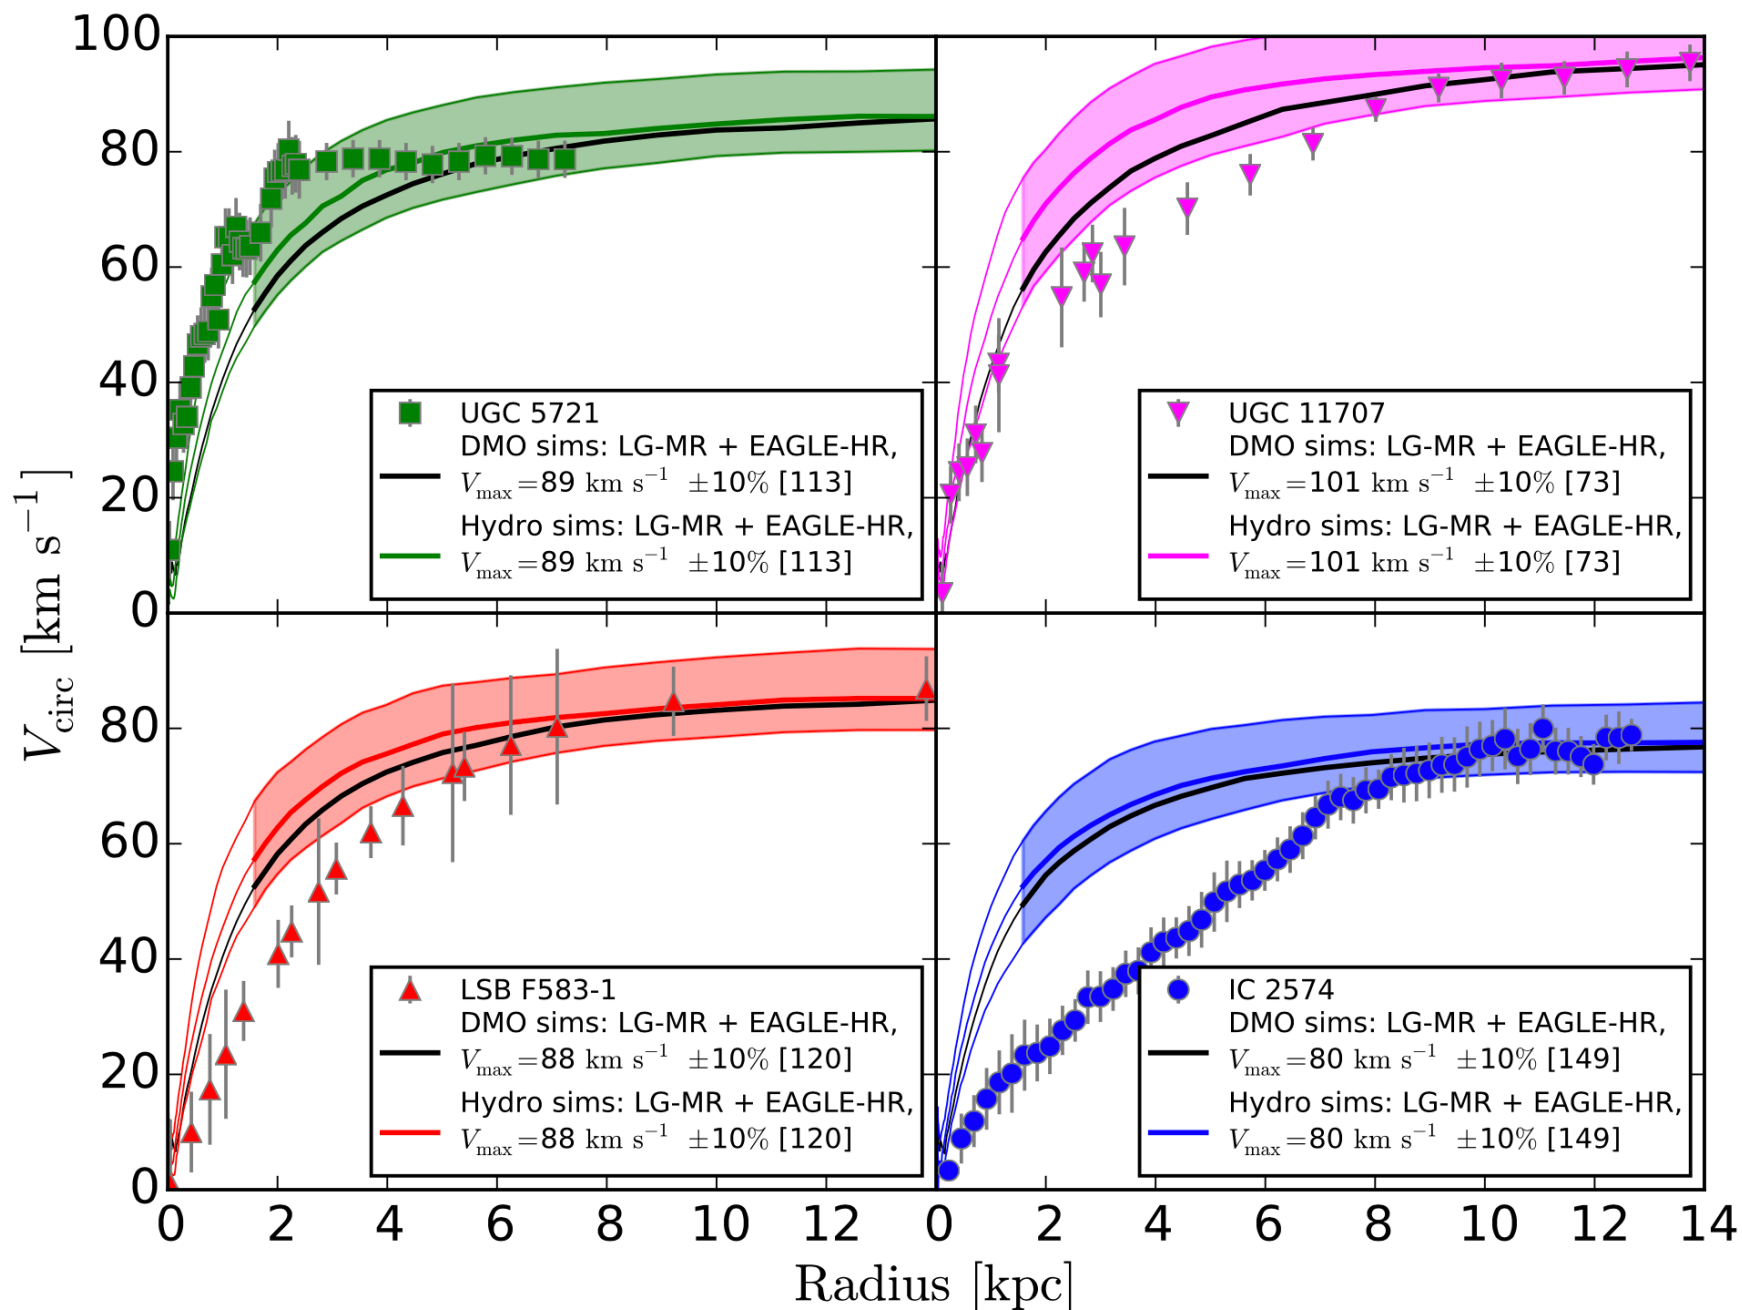 100
80
60
40
20
0
UGC 5721
DMO sims: LG-MR + EAGLE-HR,
V_max=89 km s⁻¹ ±10% [113]
Hydro sims: LG-MR + EAGLE-HR,
V_max=89 km s⁻¹ ±10% [113]
UGC 11707
DMO sims: LG-MR + EAGLE-HR,
V_max=101 km s⁻¹ ±10% [73]
Hydro sims: LG-MR + EAGLE-HR,
V_max=101 km s⁻¹ ±10% [73]
V_circ [km s⁻¹]
80
60
40
20
0
LSB F583-1
DMO sims: LG-MR + EAGLE-HR,
V_max=88 km s⁻¹ ±10% [120]
Hydro sims: LG-MR + EAGLE-HR,
V_max=88 km s⁻¹ ±10% [120]
IC 2574
DMO sims: LG-MR + EAGLE-HR,
V_max=80 km s⁻¹ ±10% [149]
Hydro sims: LG-MR + EAGLE-HR,
V_max=80 km s⁻¹ ±10% [149]
0 2 4 6 8 10 12 0 2 4 6 8 10 12 14
Radius [kpc]